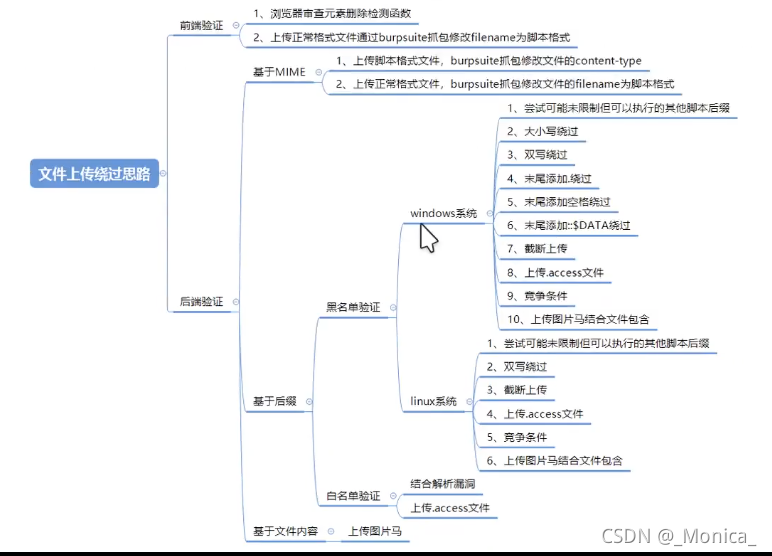 文件上传绕过思路
前端验证
1、浏览器审查元素删除检测函数
2、上传正常格式文件通过burpsuite抓包修改filename为脚本格式
后端验证
基于MIME
1、上传脚本格式文件，burpsuite抓包修改文件的content-type
2、上传正常格式文件，burpsuite抓包修改文件的filename为脚本格式
基于后缀
黑名单验证
windows系统
1、尝试可能未限制但可以执行的其他脚本后缀
2、大小写绕过
3、双写绕过
4、末尾添加.绕过
5、末尾添加空格绕过
6、末尾添加::$DATA绕过
7、截断上传
8、上传.access文件
9、竞争条件
10、上传图片马结合文件包含
linux系统
1、尝试可能未限制但可以执行的其他脚本后缀
2、双写绕过
3、截断上传
4、上传.access文件
5、竞争条件
6、上传图片马结合文件包含
白名单验证
结合解析漏洞
上传.access文件
基于文件内容
上传图片马
CSDN @_Monica_